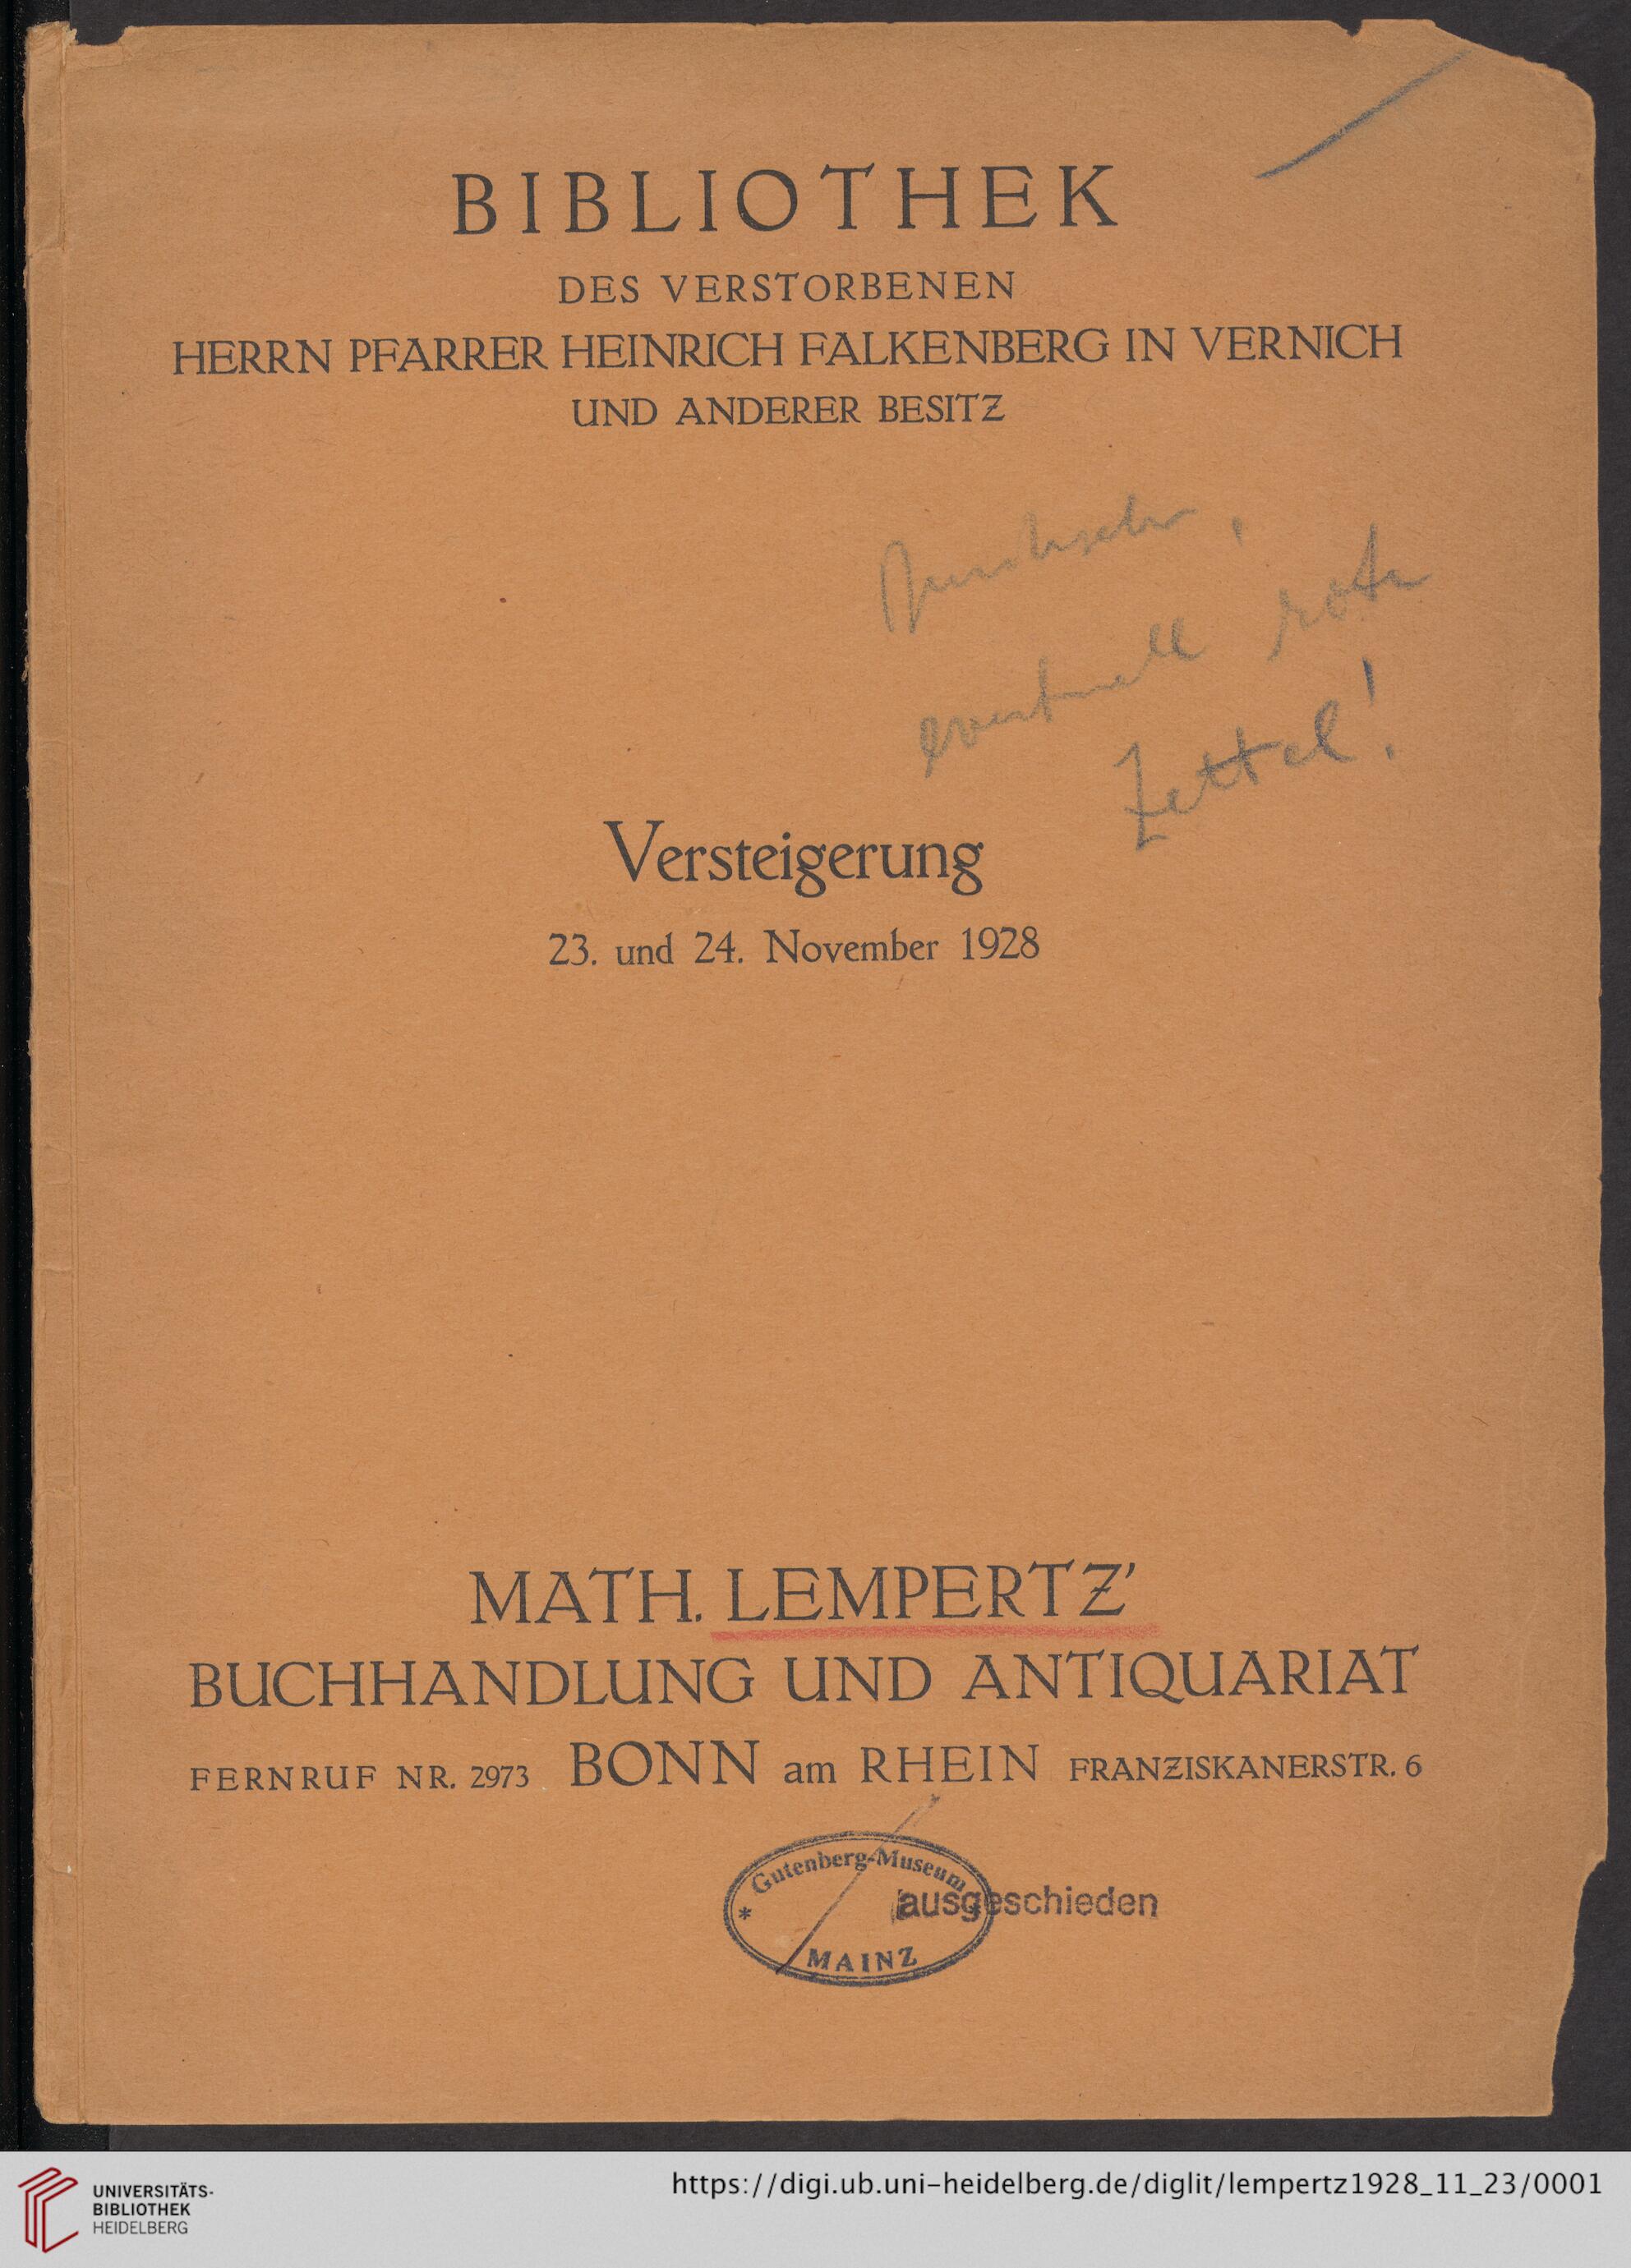 BIBLIOTHEK
DES VERSTORBENEN
HERRN PFARRER HEINRICH FALKENBERG IN VERNICH
UND ANDERER BESITZ
eventuell rote
Zettel!
Versteigerung
23. und 24. November 1928
MATH. LEMPERTZ'
BUCHHANDLUNG UND ANTIQUARIAT
FERNRUF NR. 2973 BONN am RHEIN FRANZISKANERSTR. 6
* Gutenberg-Museum *
ausgeschieden
MAINZ
UNIVERSITÄTS-
BIBLIOTHEK
HEIDELBERG
https://digi.ub.uni-heidelberg.de/diglit/lempertz1928_11_23/0001